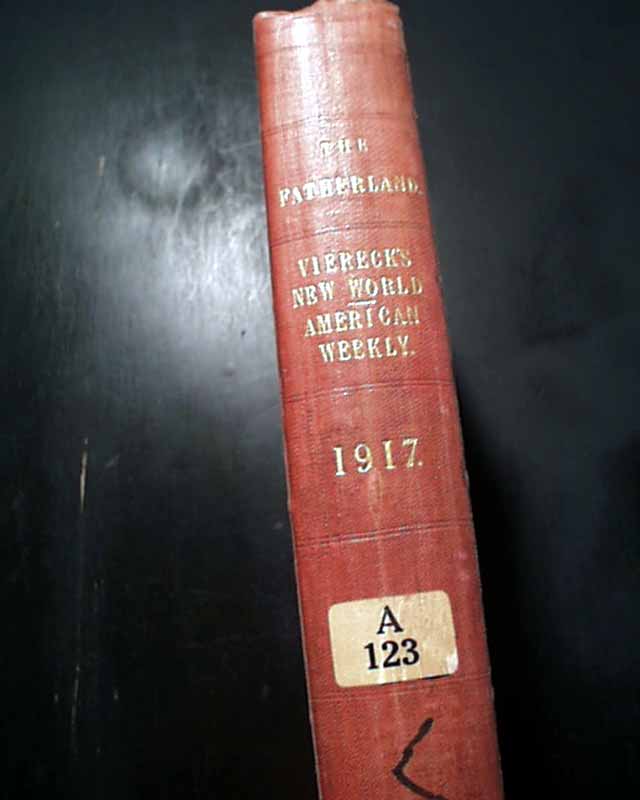 THE
FATHERLAND.
VIERECK'S
NEW WORLD
AMERICAN
WEEKLY.
1917.
A
123